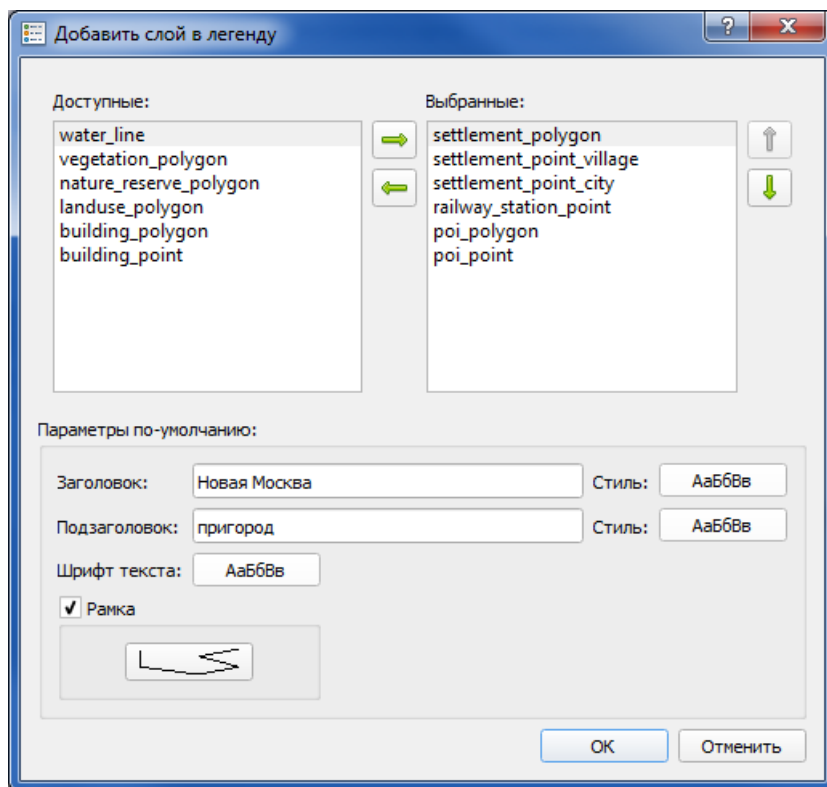 Добавить слой в легенду
Доступные:
water_line
vegetation_polygon
nature_reserve_polygon
landuse_polygon
building_polygon
building_point
Выбранные:
settlement_polygon
settlement_point_village
settlement_point_city
railway_station_point
poi_polygon
poi_point
Параметры по-умолчанию:
Заголовок: Новая Москва Стиль: АаБбВв
Подзаголовок: пригород Стиль: АаБбВв
Шрифт текста: АаБбВв
Рамка
ОК Отменить